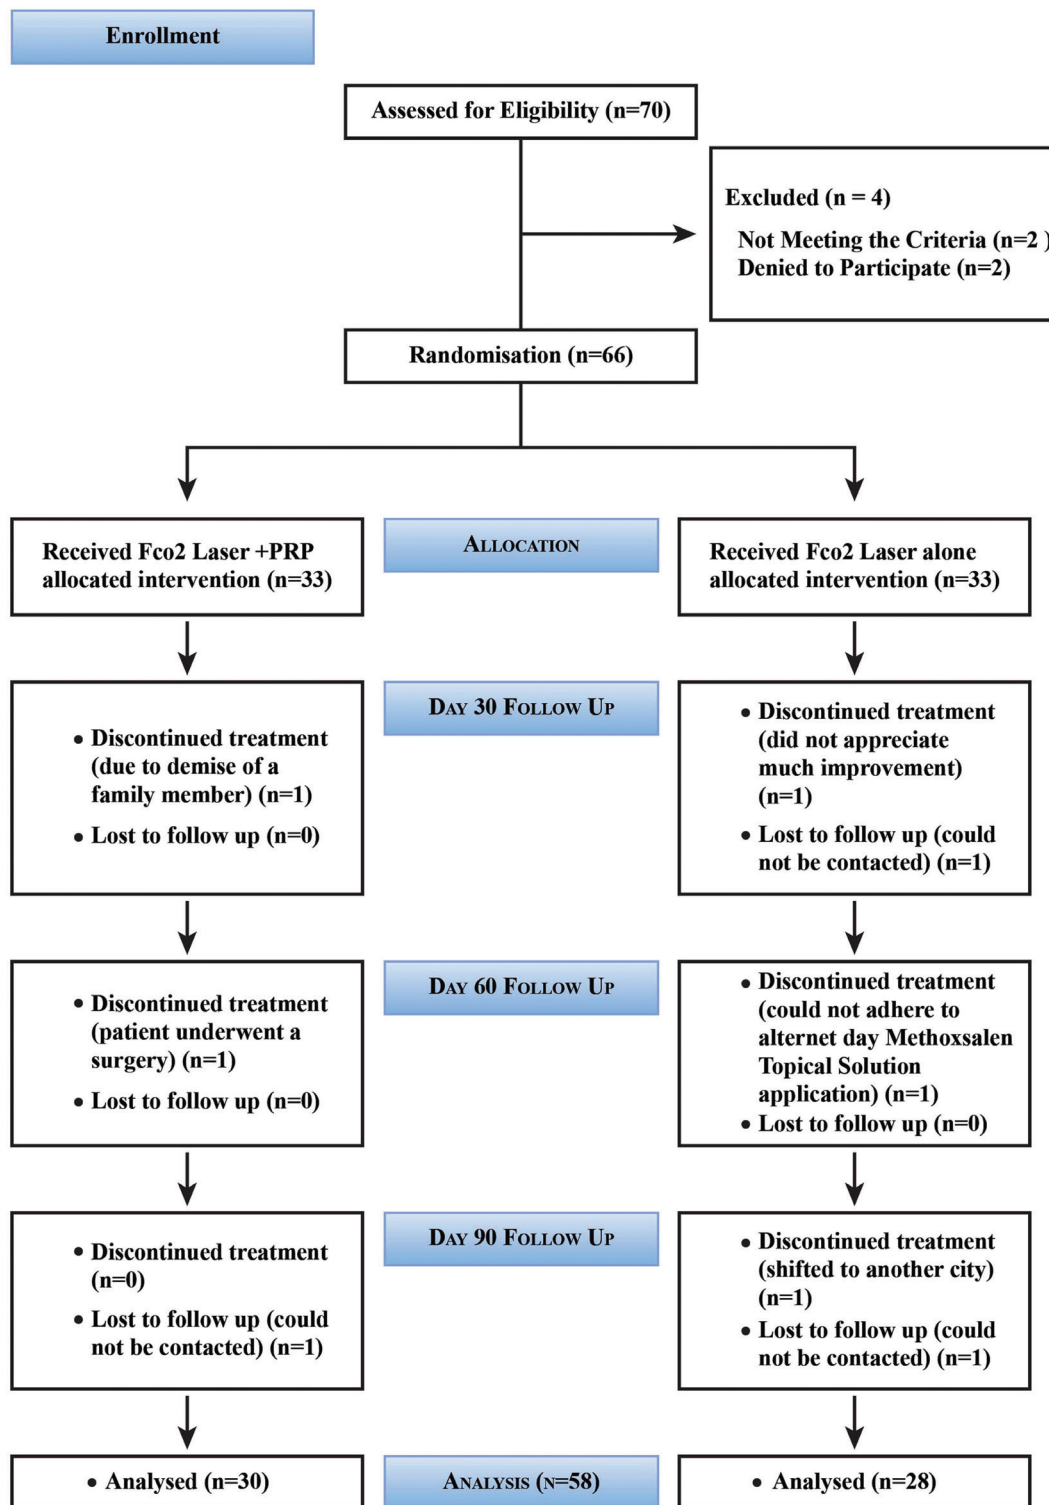 Enrollment
Assessed for Eligibility (n=70)
Excluded (n = 4)
Not Meeting the Criteria (n=2 )
Denied to Participate (n=2)
Randomisation (n=66)
Received Fco2 Laser +PRP
allocated intervention (n=33)
ALLOCATION
Received Fco2 Laser alone
allocated intervention (n=33)
• Discontinued treatment
(due to demise of a
family member) (n=1)
• Lost to follow up (n=0)
DAY 30 FOLLOW UP
• Discontinued treatment
(did not appreciate
much improvement)
(n=1)
• Lost to follow up (could
not be contacted) (n=1)
• Discontinued treatment
(patient underwent a
surgery) (n=1)
• Lost to follow up (n=0)
DAY 60 FOLLOW UP
• Discontinued treatment
(could not adhere to
alternet day Methoxsalen
Topical Solution
application) (n=1)
• Lost to follow up (n=0)
• Discontinued treatment
(n=0)
• Lost to follow up (could
not be contacted) (n=1)
DAY 90 FOLLOW UP
• Discontinued treatment
(shifted to another city)
(n=1)
• Lost to follow up (could
not be contacted) (n=1)
• Analysed (n=30)
ANALYSIS (N=58)
• Analysed (n=28)